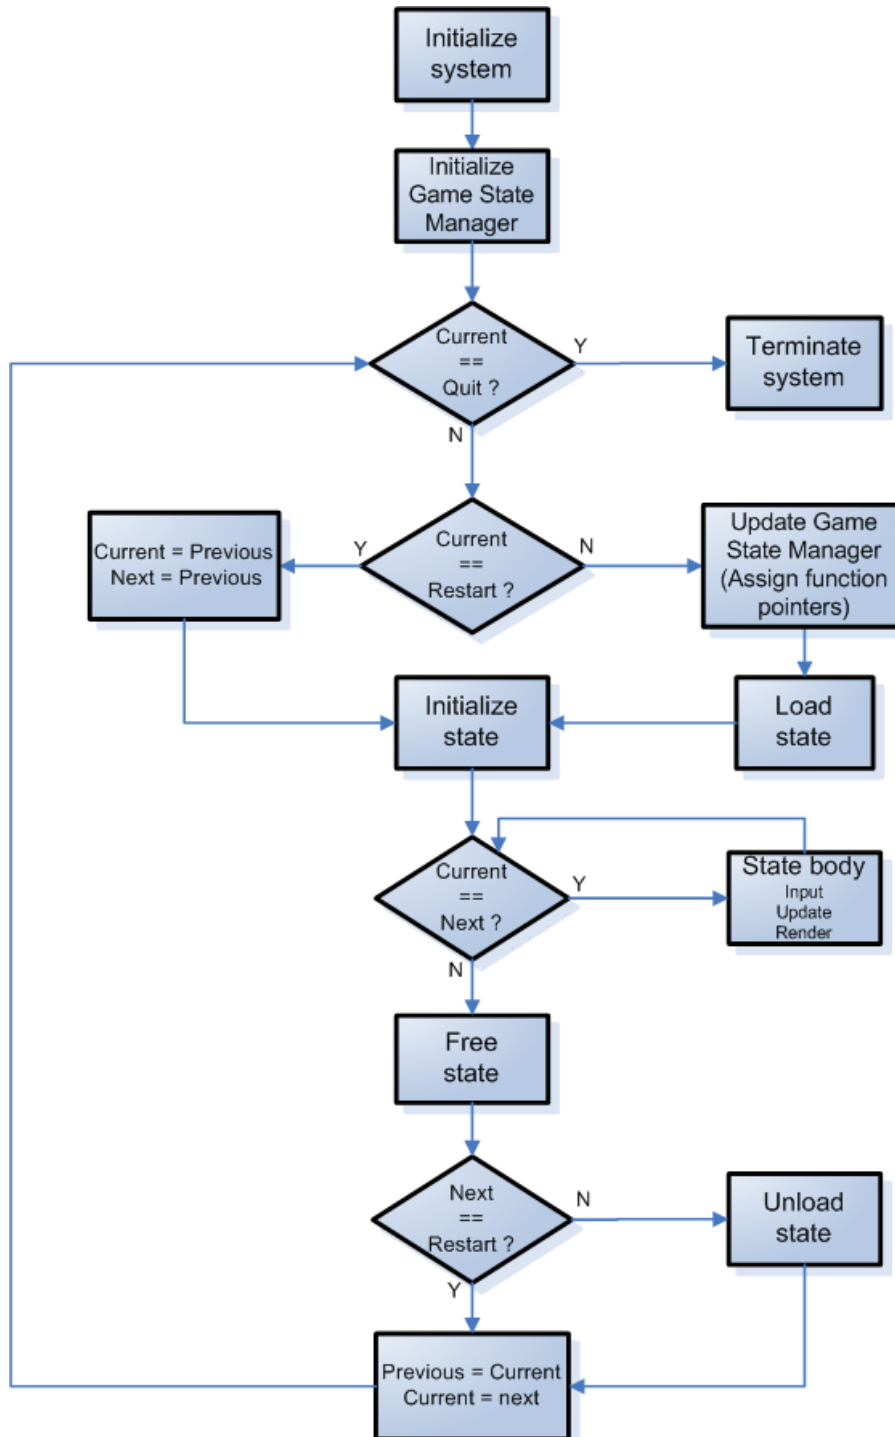 Initialize
system
Initialize
Game State
Manager
Current
==
Quit ?
Y
N
Terminate
system
Current = Previous
Next = Previous
Y
Current
==
Restart ?
N
Update Game
State Manager
(Assign function
pointers)
Initialize
state
Load
state
Current
==
Next ?
Y
N
State body
Input
Update
Render
Free
state
Next
==
Restart ?
N
Y
Unload
state
Previous = Current
Current = next